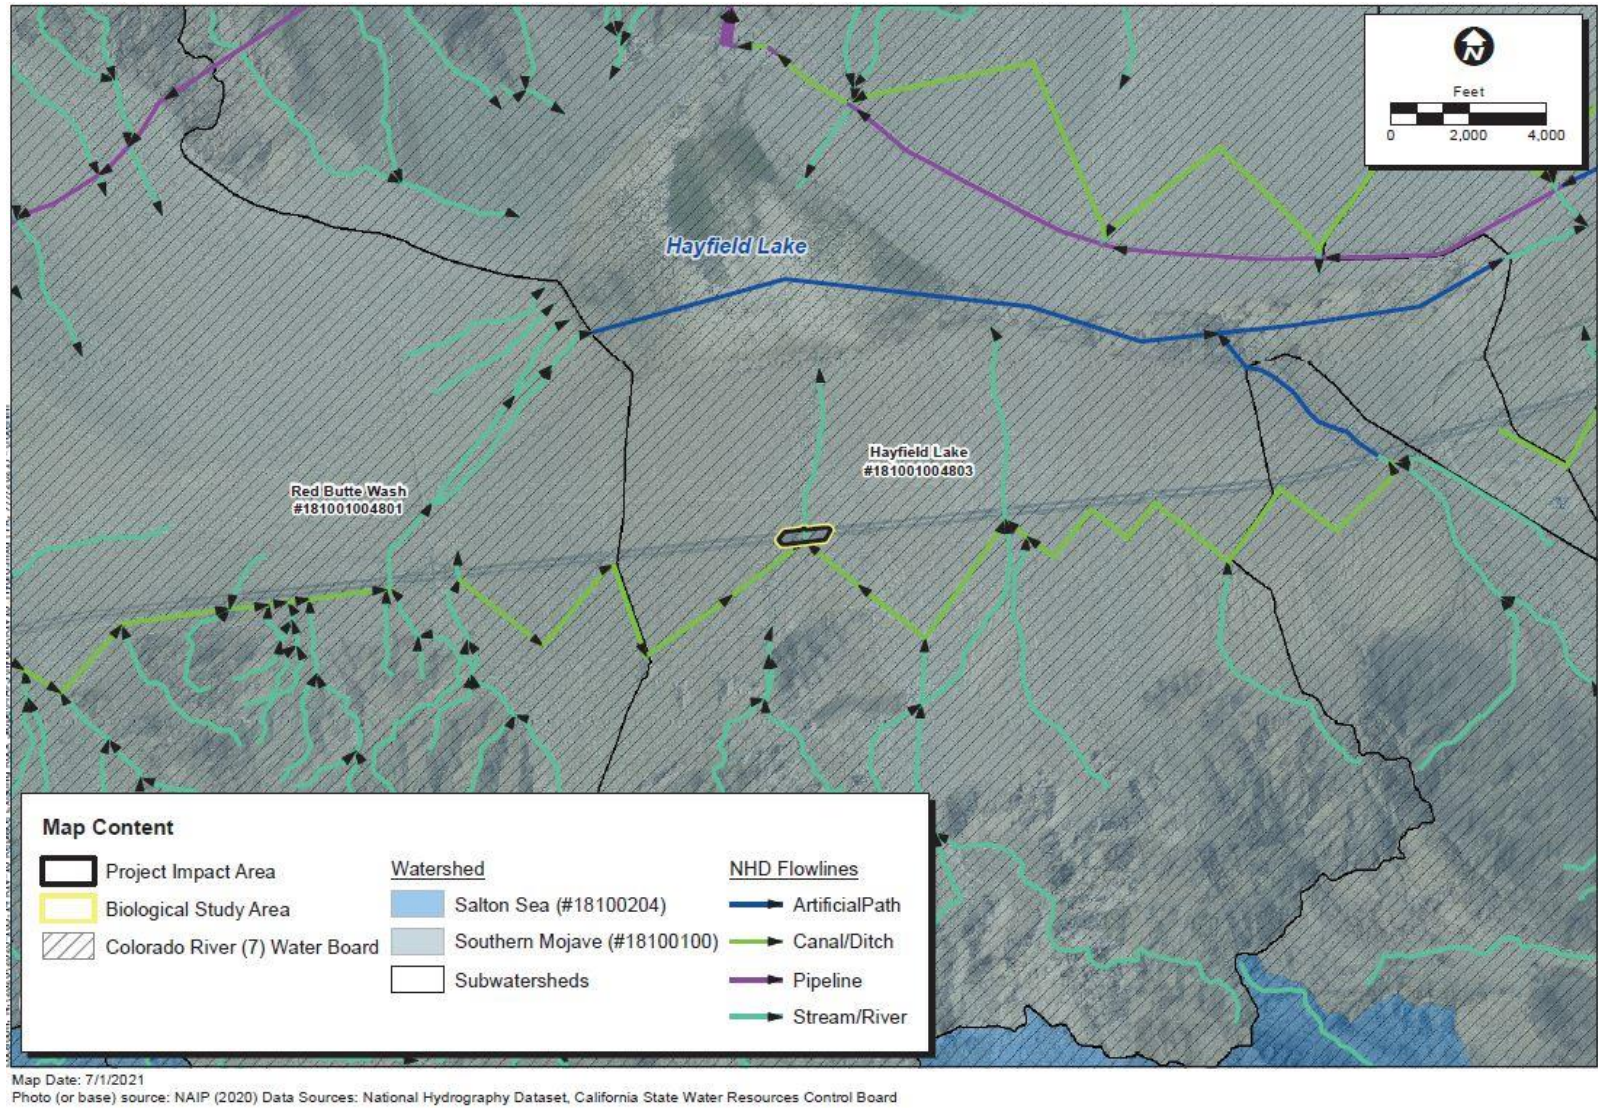 N
Feet
0 2,000 4,000
Hayfield Lake
Hayfield Lake
#181001004803
Red Butte Wash
#181001004801
Map Content
Project Impact Area
Biological Study Area
Colorado River (7) Water Board
Watershed
Salton Sea (#18100204)
Southern Mojave (#18100100)
Subwatersheds
NHD Flowlines
ArtificialPath
Canal/Ditch
Pipeline
Stream/River
Map Date: 7/1/2021
Photo (or base) source: NAIP (2020) Data Sources: National Hydrography Dataset, California State Water Resources Control Board